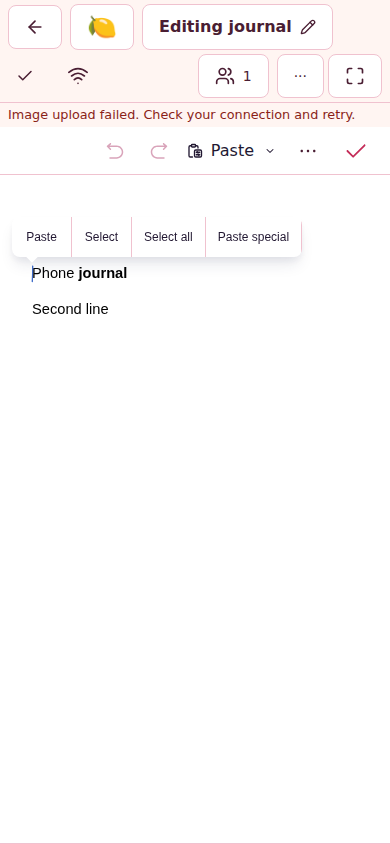 Editing journal
1
Image upload failed. Check your connection and retry.
Paste
Paste Select Select all Paste special
Phone journal
Second line